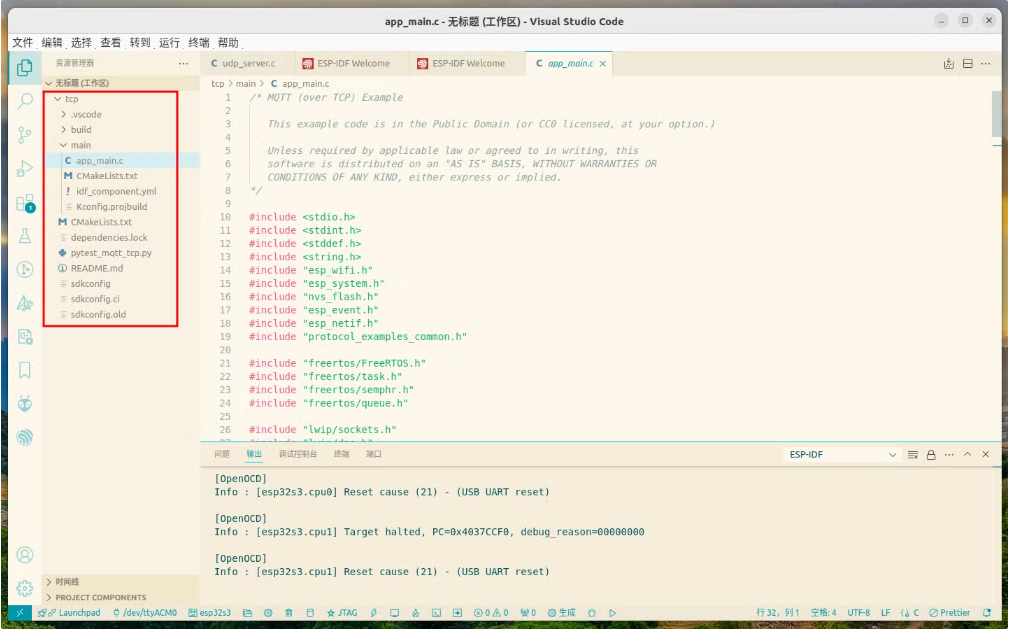 app_main.c - 无标题 (工作区) - Visual Studio Code
文件 编辑 选择 查看 转到 运行 终端 帮助
资源管理器 ...
无标题 (工作区)
tcp
.vscode
build
main
C app_main.c
M CMakeLists.txt
! idf_component.yml
Kconfig.projbuild
M CMakeLists.txt
dependencies.lock
pytest_mqtt_tcp.py
README.md
sdkconfig
sdkconfig.ci
sdkconfig.old
时间线
PROJECT COMPONENTS
1
C udp_server.c ESP-IDF Welcome ESP-IDF Welcome C app_main.c ×
tcp > main > C app_main.c
1 /* MQTT (over TCP) Example
2
3 This example code is in the Public Domain (or CC0 licensed, at your option.)
4
5 Unless required by applicable law or agreed to in writing, this
6 software is distributed on an "AS IS" BASIS, WITHOUT WARRANTIES OR
7 CONDITIONS OF ANY KIND, either express or implied.
8 */
9
10 #include <stdio.h>
11 #include <stdint.h>
12 #include <stddef.h>
13 #include <string.h>
14 #include "esp_wifi.h"
15 #include "esp_system.h"
16 #include "nvs_flash.h"
17 #include "esp_event.h"
18 #include "esp_netif.h"
19 #include "protocol_examples_common.h"
20
21 #include "freertos/FreeRTOS.h"
22 #include "freertos/task.h"
23 #include "freertos/semphr.h"
24 #include "freertos/queue.h"
25
26 #include "lwip/sockets.h"
问题 输出 调试控制台 终端 端口 ESP-IDF
[OpenOCD]
Info : [esp32s3.cpu0] Reset cause (21) - (USB UART reset)
[OpenOCD]
Info : [esp32s3.cpu1] Target halted, PC=0x4037CCF0, debug_reason=00000000
[OpenOCD]
Info : [esp32s3.cpu1] Reset cause (21) - (USB UART reset)
Launchpad /dev/ttyACM0 esp32s3 JTAG 0 0 0 生成 行 32，列 1 空格: 4 UTF-8 LF C Prettier